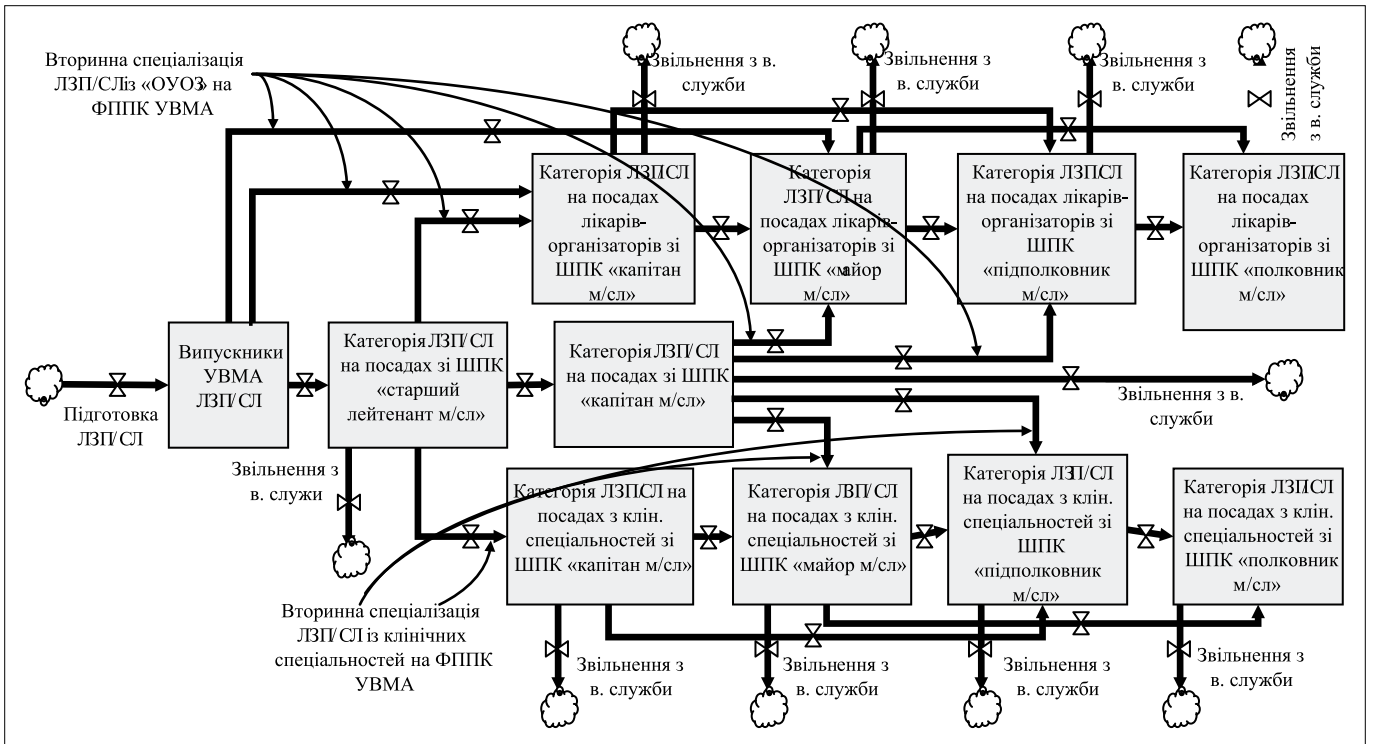 Вторинна спеціалізація
ЛЗП/СЛ із «ОУОЗ» на
ФППК УВМА
Звільнення з в.
служби
Звільнення з
в. служби
Звільнення з
в. служби
Звільнення
з в. служби
Категорія ЛЗП/СЛ
на посадах
лікарів-
організаторів зі
ШПК «капітан
м/сл»
Категорія
ЛЗП/СЛ на
посадах лікарів-
організаторів зі
ШПК «майор
м/сл»
Категорія ЛЗП/СЛ
на посадах лікарів-
організаторів зі
ШПК
«підполковник
м/сл»
Категорія ЛЗП/СЛ
на посадах
лікарів-
організаторів зі
ШПК «полковник
м/сл»
Підготовка
ЛЗП/СЛ
Випускники
УВМА
ЛЗП/СЛ
Категорія ЛЗП/СЛ
на посадах зі ШПК
«старший
лейтенант м/сл»
Категорія ЛЗП/СЛ
на посадах зі ШПК
«капітан м/сл»
Звільнення з в.
служби
Звільнення з
в. служи
Категорія ЛЗП/СЛ на
посадах з клін.
спеціальностей зі
ШПК «капітан м/сл»
Категорія ЛЗП/СЛ
на посадах з клін.
спеціальностей зі
ШПК «майор м/сл»
Категорія ЛЗП/СЛ
на посадах з клін.
спеціальностей зі
ШПК
«підполковник
м/сл»
Категорія ЛЗП/СЛ
на посадах з клін.
спеціальностей зі
ШПК «полковник
м/сл»
Вторинна спеціалізація
ЛЗП/СЛ із клінічних
спеціальностей на ФППК
УВМА
Звільнення з
в. служби
Звільнення з
в. служби
Звільнення з
в. служби
Звільнення з
в. служби